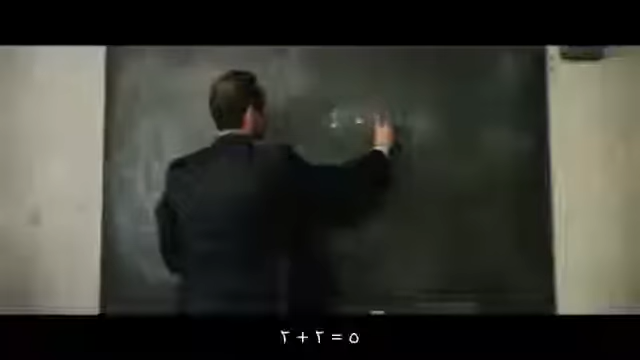 ٢ + ٢ = ٥